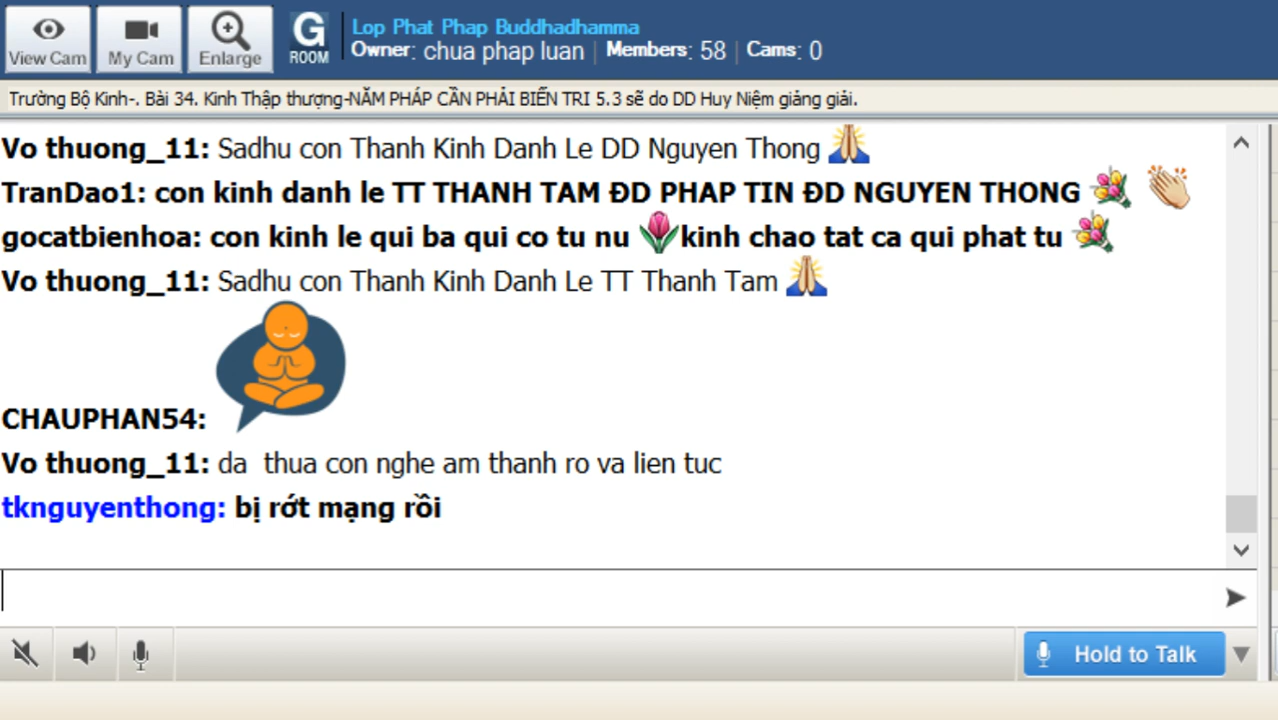 View Cam
My Cam
Enlarge
G
ROOM
Lop Phat Phap Buddhadhamma
Owner: chua phap luan | Members: 58 | Cams: 0
Trường Bộ Kinh-. Bài 34. Kinh Thập thượng-NĂM PHÁP CẦN PHẢI BIẾN TRI 5.3 sẽ do DD Huy Niệm giảng giải.
Vo thuong_11: Sadhu con Thanh Kinh Danh Le DD Nguyen Thong
TranDao1: con kinh danh le TT THANH TAM ĐD PHAP TIN ĐD NGUYEN THONG
gocatbienhoa: con kinh le qui ba qui co tu nu kinh chao tat ca qui phat tu
Vo thuong_11: Sadhu con Thanh Kinh Danh Le TT Thanh Tam
CHAUPHAN54:
Vo thuong_11: da  thua con nghe am thanh ro va lien tuc
tknguyenthong: bị rớt mạng rồi
Hold to Talk